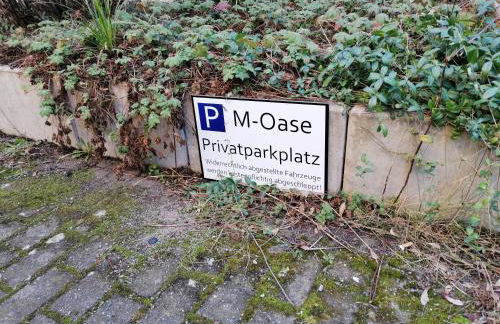 P M-Oase
Privatparkplatz
Widerrechtlich abgestellte Fahrzeuge
werden kostenpflichtig abgeschleppt!